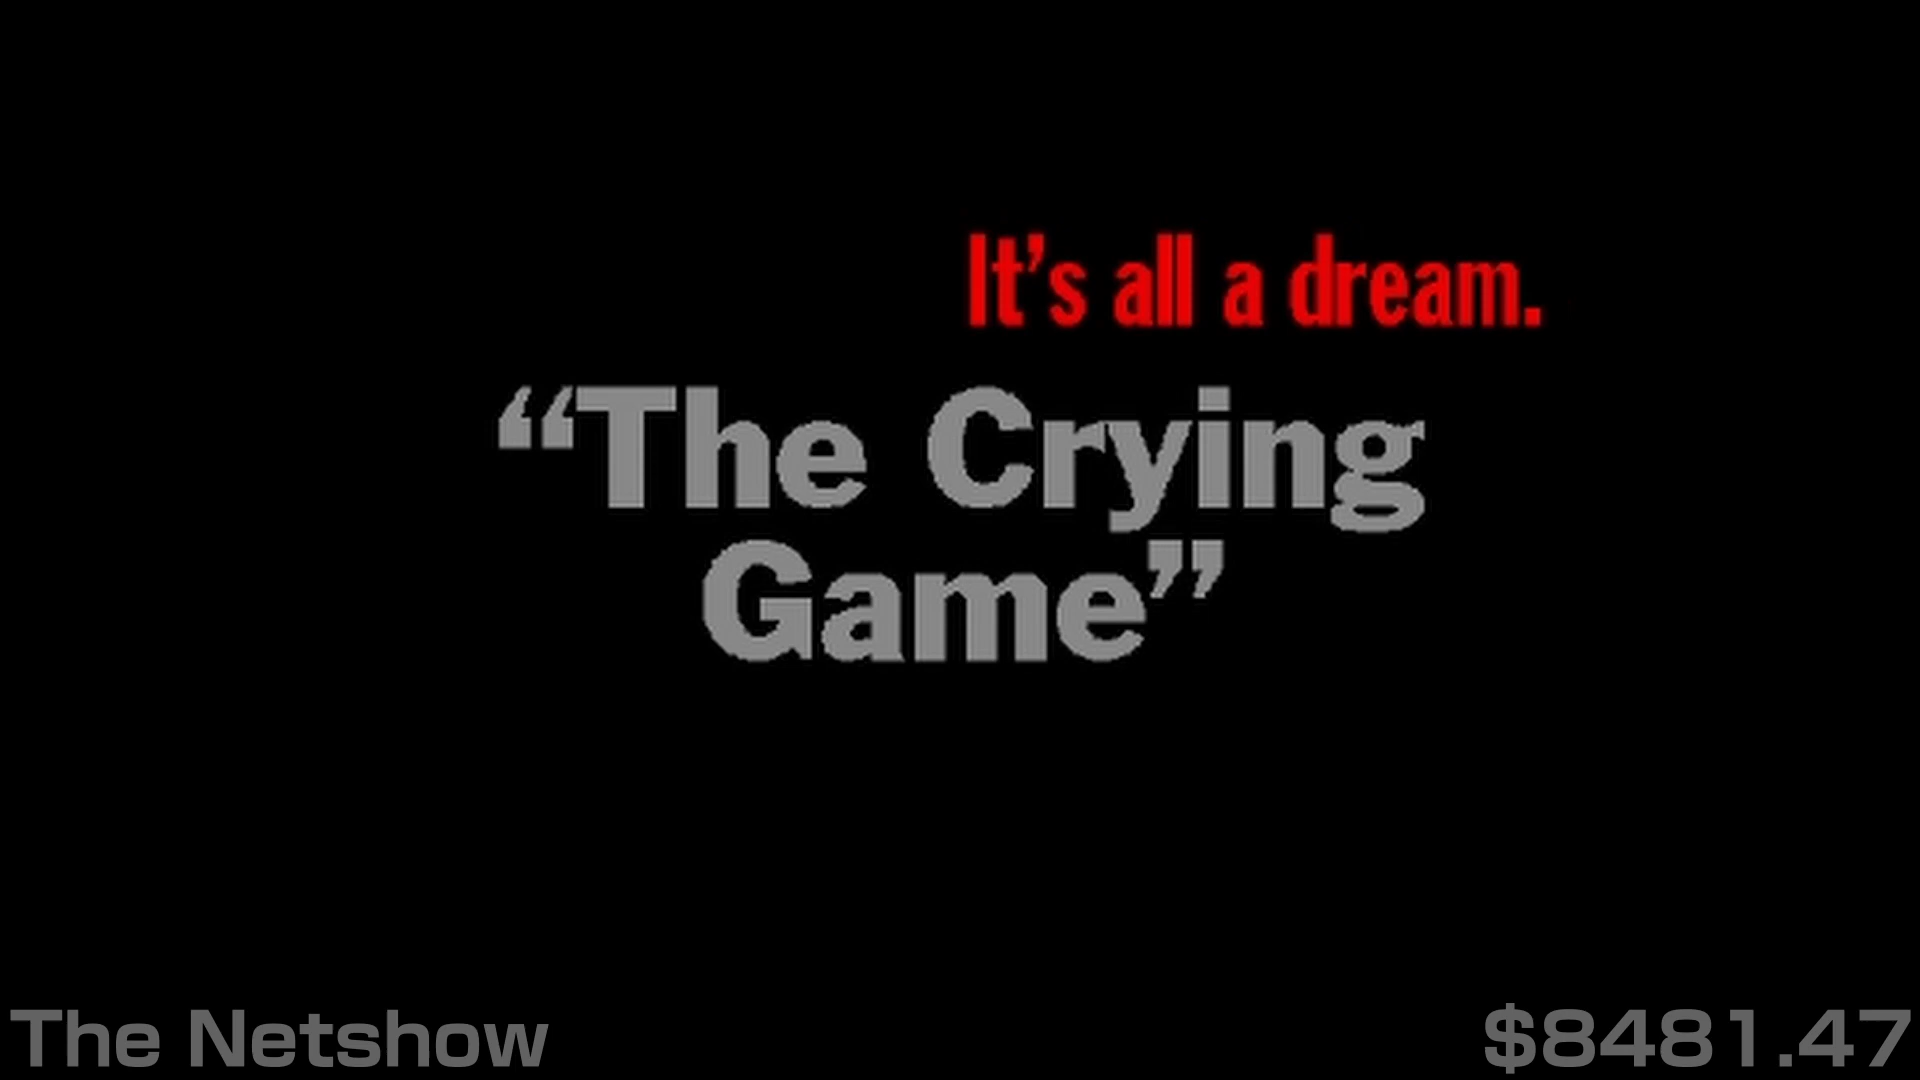 It’s all a dream.
“The Crying
Game”
The Netshow
$8481.47